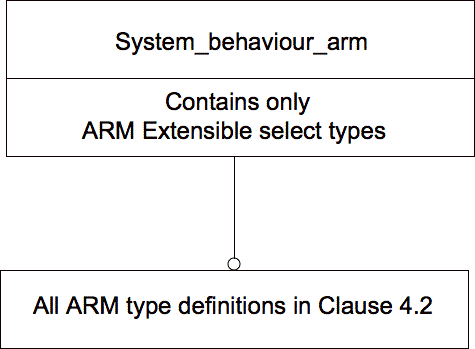 System_behaviour_arm
Contains only
ARM Extensible select types
All ARM type definitions in Clause 4.2